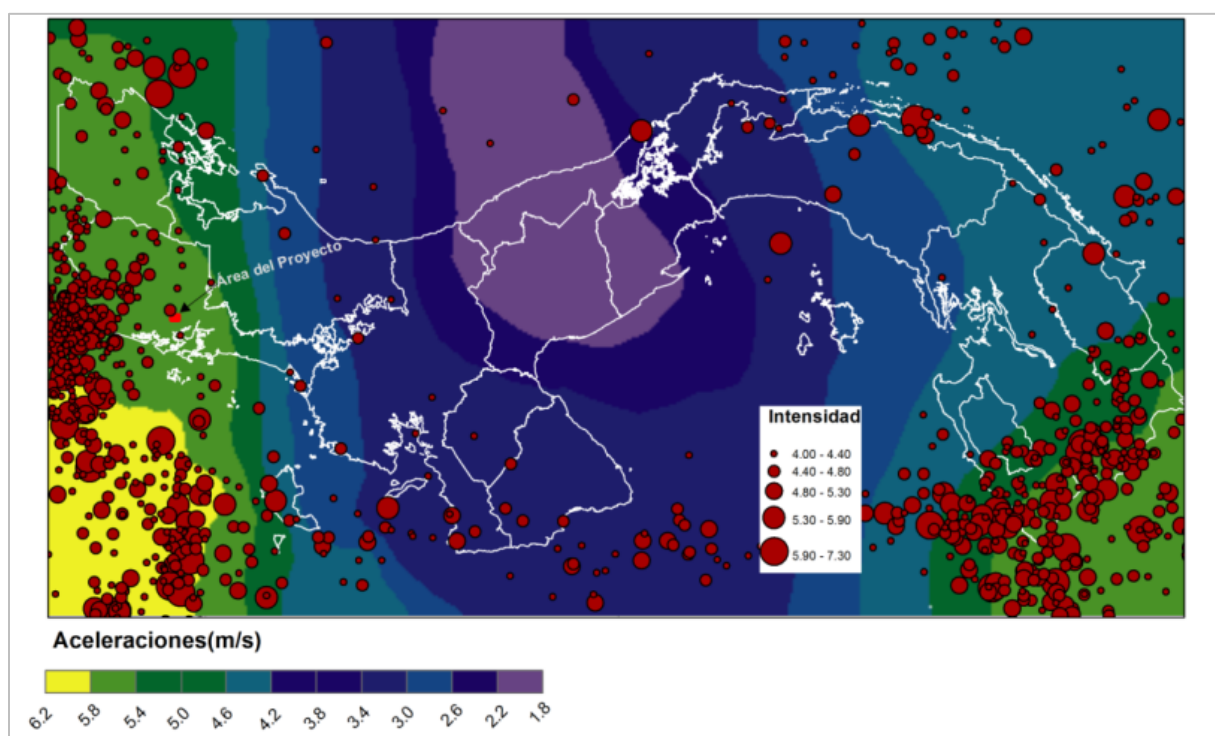 Área del Proyecto
Intensidad
4.00 - 4.40
4.40 - 4.80
4.80 - 5.30
5.30 - 5.90
5.90 - 7.30
Aceleraciones(m/s)
6.2 5.8 5.4 5.0 4.6 4.2 3.8 3.4 3.0 2.6 2.2 1.8